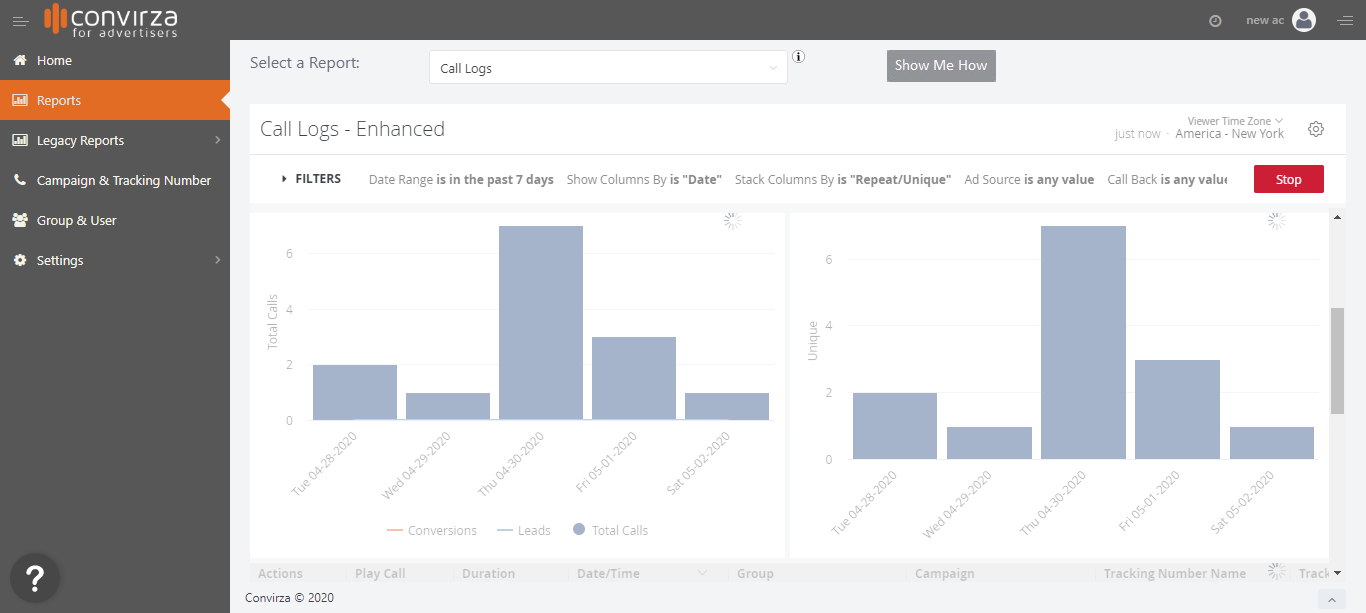 convirza
for advertisers
new ac
Home
Reports
Legacy Reports
Campaign & Tracking Number
Group & User
Settings
?
Select a Report:
Call Logs
i
Show Me How
Call Logs - Enhanced
Viewer Time Zone
just now · America - New York
FILTERS Date Range is in the past 7 days Show Columns By is "Date" Stack Columns By is "Repeat/Unique" Ad Source is any value Call Back is any value
Stop
Total Calls
6
4
2
0
Tue 04-28-2020
Wed 04-29-2020
Thu 04-30-2020
Fri 05-01-2020
Sat 05-02-2020
Conversions Leads Total Calls
Unique
6
4
2
0
Tue 04-28-2020
Wed 04-29-2020
Thu 04-30-2020
Fri 05-01-2020
Sat 05-02-2020
Actions Play Call Duration Date/Time Group Campaign Tracking Number Name Track
Convirza © 2020